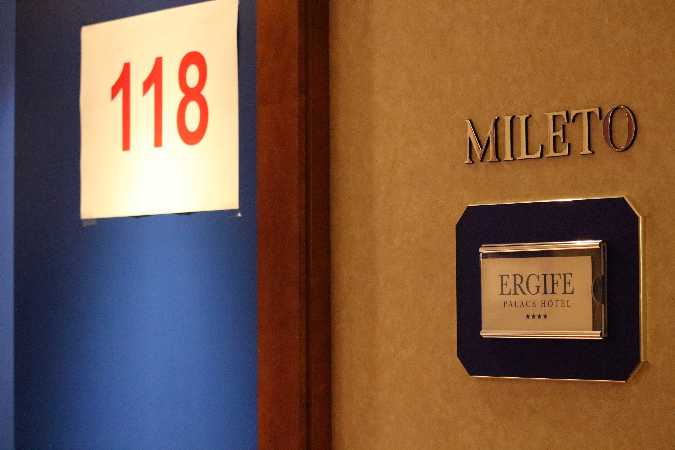 118
MILETO
ERGIFE
PALACE HOTEL
★★★★